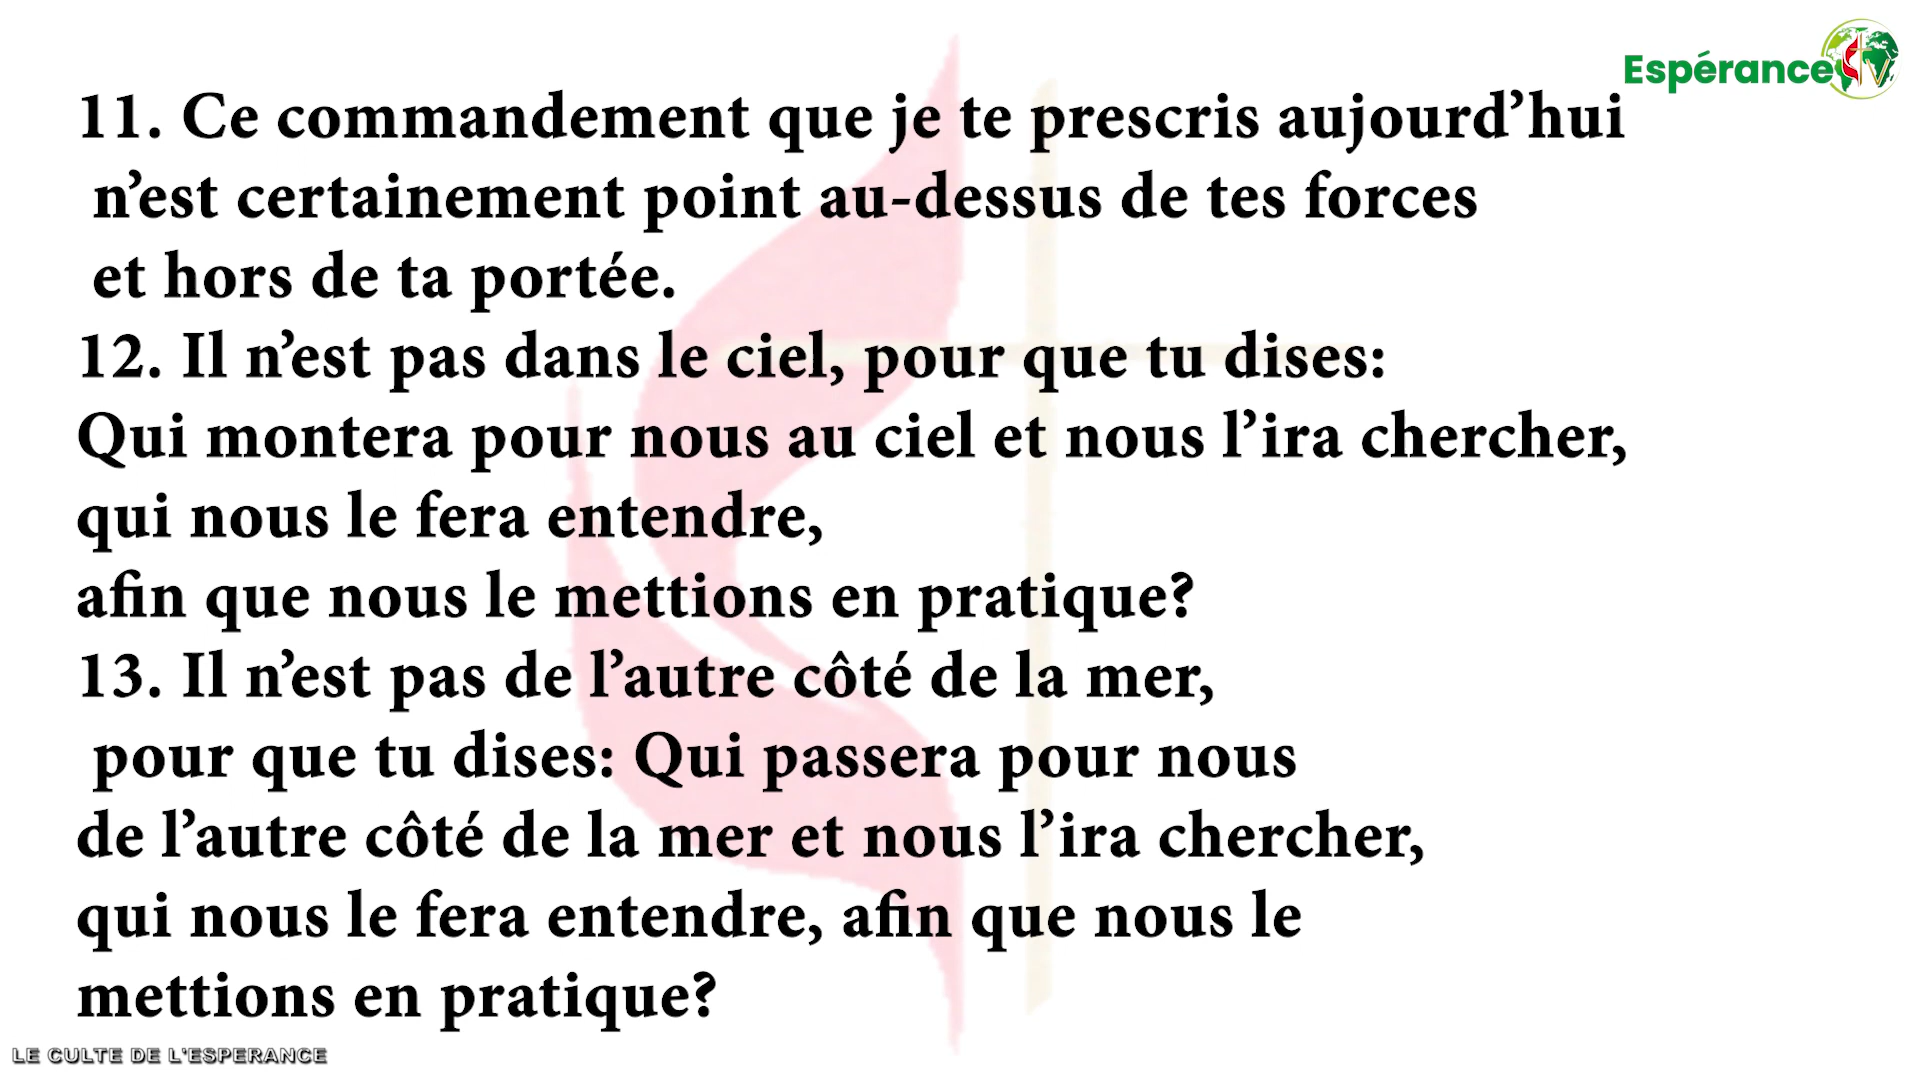 Espérance
11. Ce commandement que je te prescris aujourd’hui
n’est certainement point au-dessus de tes forces
et hors de ta portée.
12. Il n’est pas dans le ciel, pour que tu dises:
Qui montera pour nous au ciel et nous l’ira chercher,
qui nous le fera entendre,
afin que nous le mettions en pratique?
13. Il n’est pas de l’autre côté de la mer,
pour que tu dises: Qui passera pour nous
de l’autre côté de la mer et nous l’ira chercher,
qui nous le fera entendre, afin que nous le
mettions en pratique?
LE CULTE DE L'ESPERANCE